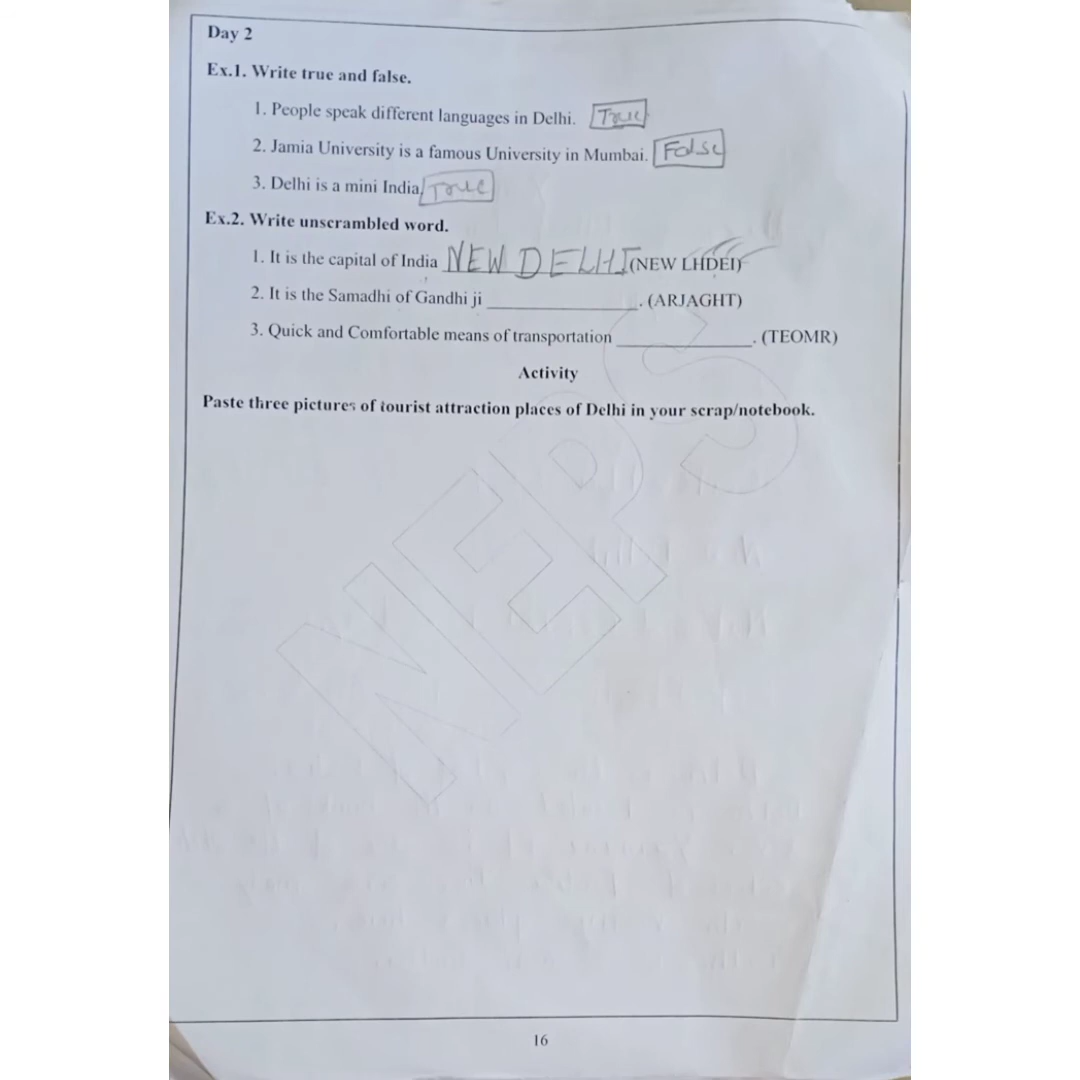 Day 2
Ex.1. Write true and false.
1. People speak different languages in Delhi. True
2. Jamia University is a famous University in Mumbai. False
3. Delhi is a mini India. True
Ex.2. Write unscrambled word.
1. It is the capital of India NEW DELHI (NEW LHDEI)
2. It is the Samadhi of Gandhi ji ____________. (ARJAGHT)
3. Quick and Comfortable means of transportation ____________. (TEOMR)
Activity
Paste three pictures of tourist attraction places of Delhi in your scrap/notebook.
NEPS
16